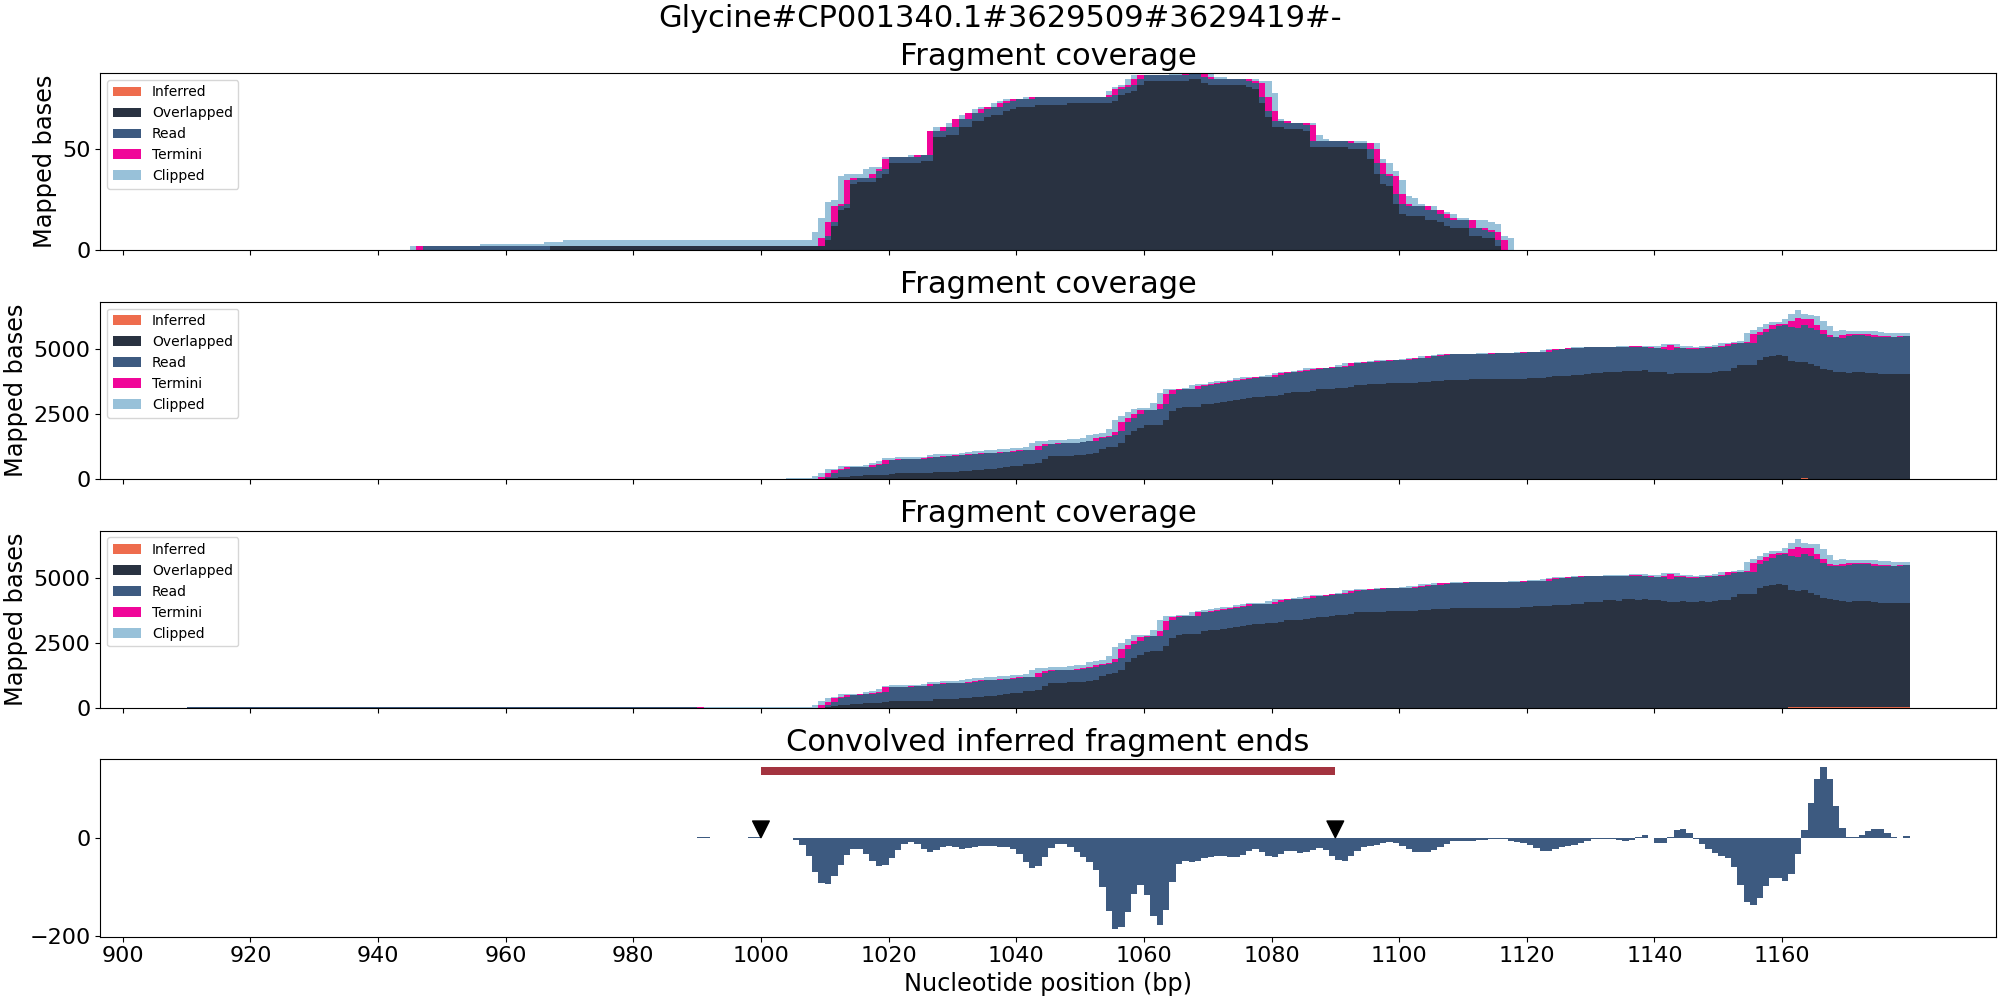 Glycine#CP001340.1#3629509#3629419#-
Fragment coverage
Mapped bases
50
0
Inferred
Overlapped
Read
Termini
Clipped
Fragment coverage
Mapped bases
5000
2500
0
Inferred
Overlapped
Read
Termini
Clipped
Fragment coverage
Mapped bases
5000
2500
0
Inferred
Overlapped
Read
Termini
Clipped
Convolved inferred fragment ends
0
−200
900 920 940 960 980 1000 1020 1040 1060 1080 1100 1120 1140 1160
Nucleotide position (bp)